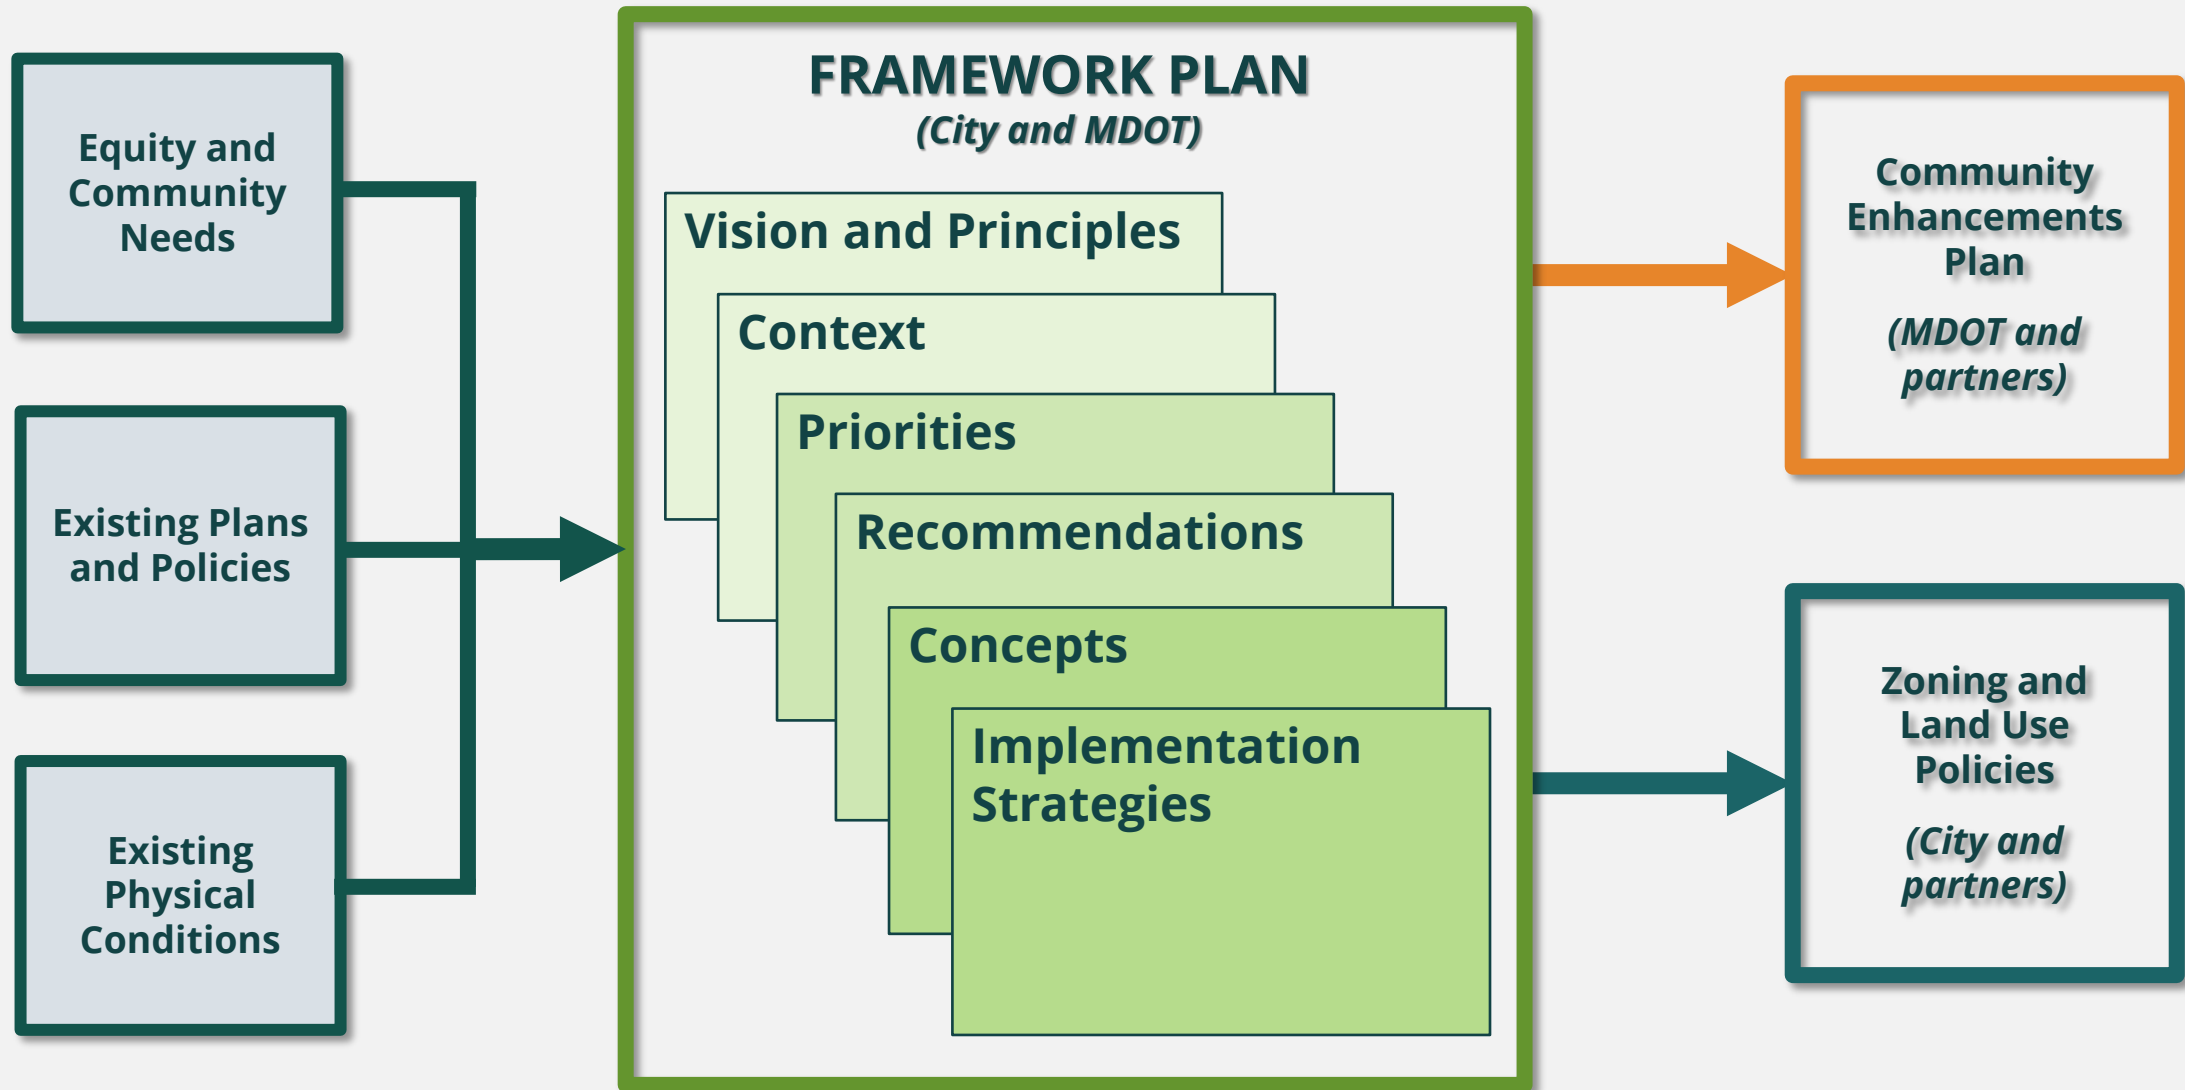 Equity and
Community
Needs
Existing Plans
and Policies
Existing
Physical
Conditions
FRAMEWORK PLAN
(City and MDOT)
Vision and Principles
Context
Priorities
Recommendations
Concepts
Implementation
Strategies
Community
Enhancements
Plan
(MDOT and
partners)
Zoning and
Land Use
Policies
(City and
partners)